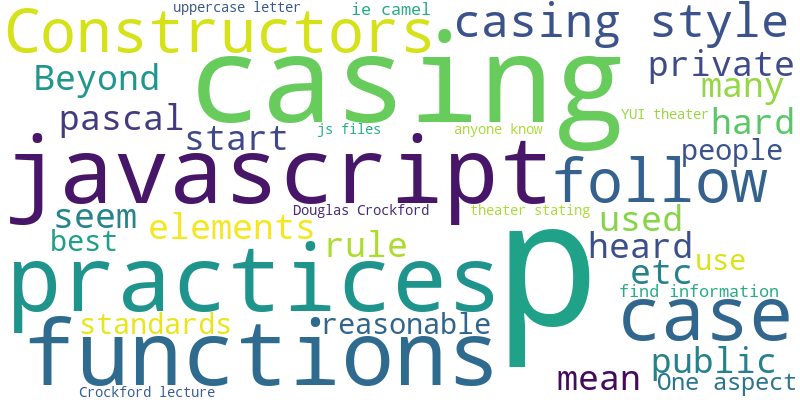 uppercase letter
ie camel
Constructors
casing style
casing
private
Beyond
many
pascal
YUI theater
hard
start
js files
anyone know
people
javascript
follow
Douglas Crockford
theater stating
seem
elements
used
best
rule
heard
practices
p
etc
use
find information
standards
reasonable
case
functions
public
mean
One aspect
Crockford lecture